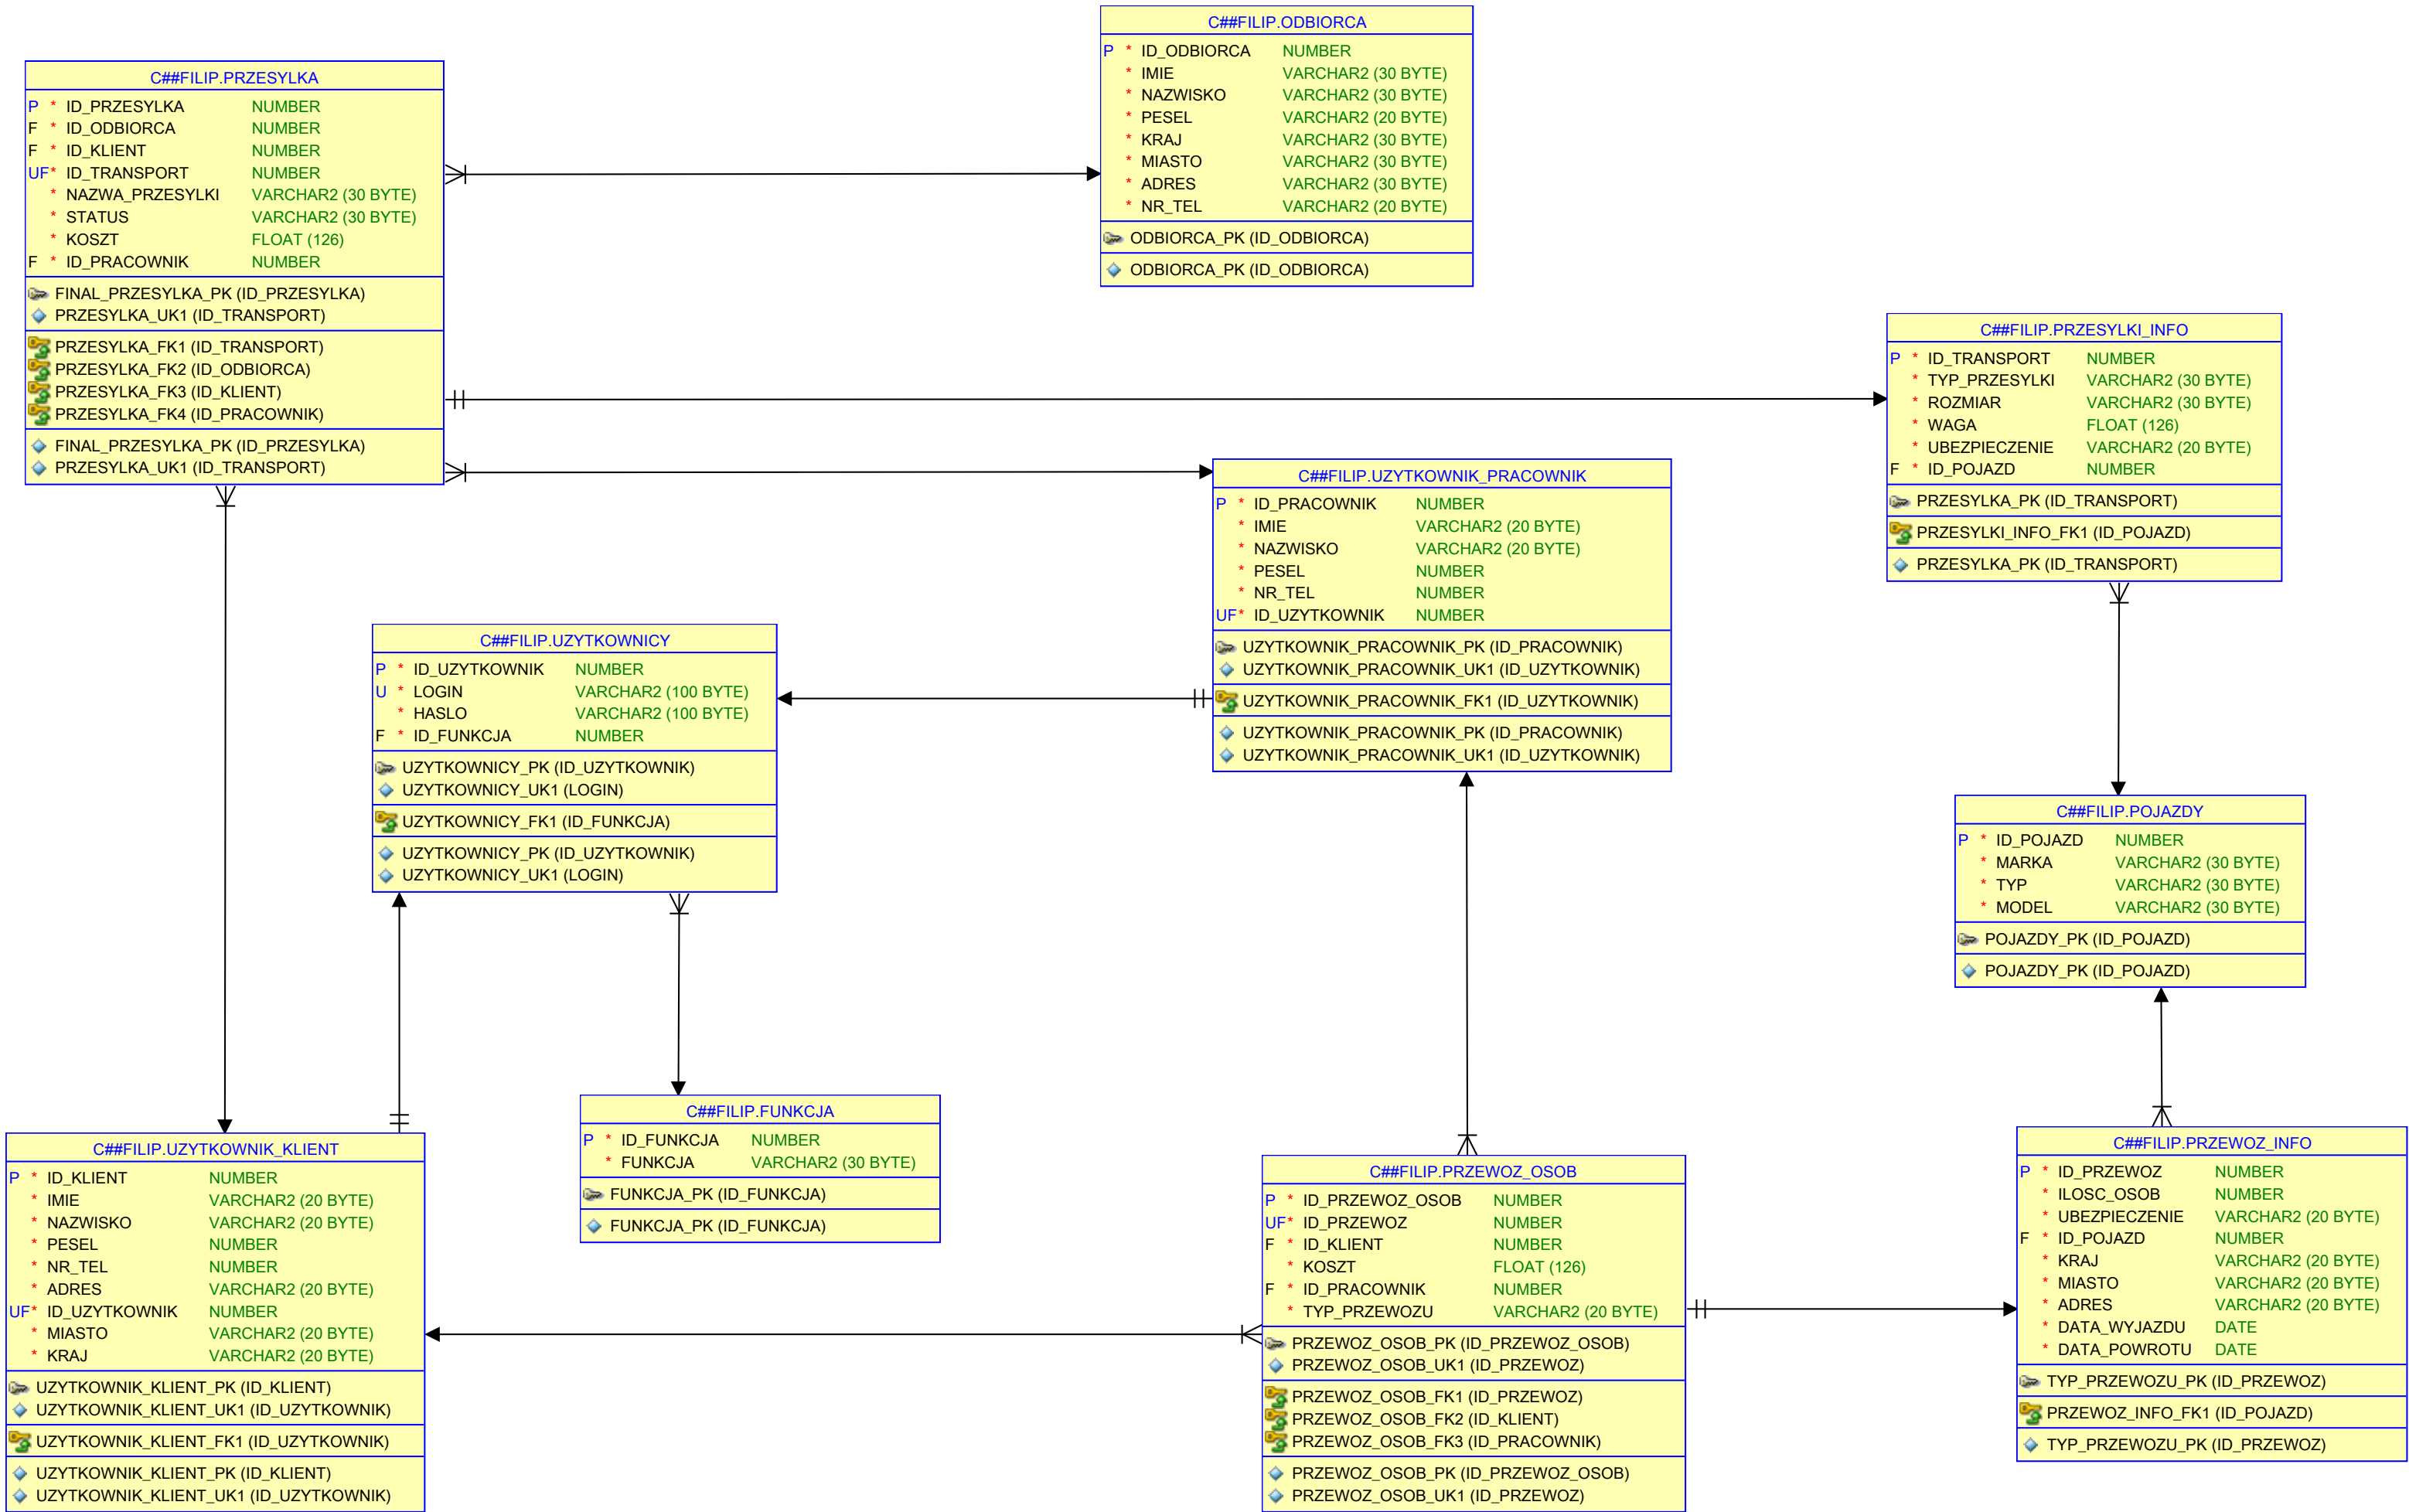 C##FILIP.ODBIORCA
P * ID_ODBIORCA NUMBER
* IMIE VARCHAR2 (30 BYTE)
* NAZWISKO VARCHAR2 (30 BYTE)
* PESEL VARCHAR2 (20 BYTE)
* KRAJ VARCHAR2 (30 BYTE)
* MIASTO VARCHAR2 (30 BYTE)
* ADRES VARCHAR2 (30 BYTE)
* NR_TEL VARCHAR2 (20 BYTE)
ODBIORCA_PK (ID_ODBIORCA)
ODBIORCA_PK (ID_ODBIORCA)
C##FILIP.PRZESYLKA
P * ID_PRZESYLKA NUMBER
F * ID_ODBIORCA NUMBER
F * ID_KLIENT NUMBER
UF* ID_TRANSPORT NUMBER
* NAZWA_PRZESYLKI VARCHAR2 (30 BYTE)
* STATUS VARCHAR2 (30 BYTE)
* KOSZT FLOAT (126)
F * ID_PRACOWNIK NUMBER
FINAL_PRZESYLKA_PK (ID_PRZESYLKA)
PRZESYLKA_UK1 (ID_TRANSPORT)
PRZESYLKA_FK1 (ID_TRANSPORT)
PRZESYLKA_FK2 (ID_ODBIORCA)
PRZESYLKA_FK3 (ID_KLIENT)
PRZESYLKA_FK4 (ID_PRACOWNIK)
FINAL_PRZESYLKA_PK (ID_PRZESYLKA)
PRZESYLKA_UK1 (ID_TRANSPORT)
C##FILIP.PRZESYLKI_INFO
P * ID_TRANSPORT NUMBER
* TYP_PRZESYLKI VARCHAR2 (30 BYTE)
* ROZMIAR VARCHAR2 (30 BYTE)
* WAGA FLOAT (126)
* UBEZPIECZENIE VARCHAR2 (20 BYTE)
F * ID_POJAZD NUMBER
PRZESYLKA_PK (ID_TRANSPORT)
PRZESYLKI_INFO_FK1 (ID_POJAZD)
PRZESYLKA_PK (ID_TRANSPORT)
C##FILIP.UZYTKOWNIK_PRACOWNIK
P * ID_PRACOWNIK NUMBER
* IMIE VARCHAR2 (20 BYTE)
* NAZWISKO VARCHAR2 (20 BYTE)
* PESEL NUMBER
* NR_TEL NUMBER
UF* ID_UZYTKOWNIK NUMBER
UZYTKOWNIK_PRACOWNIK_PK (ID_PRACOWNIK)
UZYTKOWNIK_PRACOWNIK_UK1 (ID_UZYTKOWNIK)
UZYTKOWNIK_PRACOWNIK_FK1 (ID_UZYTKOWNIK)
UZYTKOWNIK_PRACOWNIK_PK (ID_PRACOWNIK)
UZYTKOWNIK_PRACOWNIK_UK1 (ID_UZYTKOWNIK)
C##FILIP.UZYTKOWNICY
P * ID_UZYTKOWNIK NUMBER
U * LOGIN VARCHAR2 (100 BYTE)
* HASLO VARCHAR2 (100 BYTE)
F * ID_FUNKCJA NUMBER
UZYTKOWNICY_PK (ID_UZYTKOWNIK)
UZYTKOWNICY_UK1 (LOGIN)
UZYTKOWNICY_FK1 (ID_FUNKCJA)
UZYTKOWNICY_PK (ID_UZYTKOWNIK)
UZYTKOWNICY_UK1 (LOGIN)
C##FILIP.POJAZDY
P * ID_POJAZD NUMBER
* MARKA VARCHAR2 (30 BYTE)
* TYP VARCHAR2 (30 BYTE)
* MODEL VARCHAR2 (30 BYTE)
POJAZDY_PK (ID_POJAZD)
POJAZDY_PK (ID_POJAZD)
C##FILIP.FUNKCJA
P * ID_FUNKCJA NUMBER
* FUNKCJA VARCHAR2 (30 BYTE)
FUNKCJA_PK (ID_FUNKCJA)
FUNKCJA_PK (ID_FUNKCJA)
C##FILIP.UZYTKOWNIK_KLIENT
P * ID_KLIENT NUMBER
* IMIE VARCHAR2 (20 BYTE)
* NAZWISKO VARCHAR2 (20 BYTE)
* PESEL NUMBER
* NR_TEL NUMBER
* ADRES VARCHAR2 (20 BYTE)
UF* ID_UZYTKOWNIK NUMBER
* MIASTO VARCHAR2 (20 BYTE)
* KRAJ VARCHAR2 (20 BYTE)
UZYTKOWNIK_KLIENT_PK (ID_KLIENT)
UZYTKOWNIK_KLIENT_UK1 (ID_UZYTKOWNIK)
UZYTKOWNIK_KLIENT_FK1 (ID_UZYTKOWNIK)
UZYTKOWNIK_KLIENT_PK (ID_KLIENT)
UZYTKOWNIK_KLIENT_UK1 (ID_UZYTKOWNIK)
C##FILIP.PRZEWOZ_OSOB
P * ID_PRZEWOZ_OSOB NUMBER
UF* ID_PRZEWOZ NUMBER
F * ID_KLIENT NUMBER
* KOSZT FLOAT (126)
F * ID_PRACOWNIK NUMBER
* TYP_PRZEWOZU VARCHAR2 (20 BYTE)
PRZEWOZ_OSOB_PK (ID_PRZEWOZ_OSOB)
PRZEWOZ_OSOB_UK1 (ID_PRZEWOZ)
PRZEWOZ_OSOB_FK1 (ID_PRZEWOZ)
PRZEWOZ_OSOB_FK2 (ID_KLIENT)
PRZEWOZ_OSOB_FK3 (ID_PRACOWNIK)
PRZEWOZ_OSOB_PK (ID_PRZEWOZ_OSOB)
PRZEWOZ_OSOB_UK1 (ID_PRZEWOZ)
C##FILIP.PRZEWOZ_INFO
P * ID_PRZEWOZ NUMBER
* ILOSC_OSOB NUMBER
* UBEZPIECZENIE VARCHAR2 (20 BYTE)
F * ID_POJAZD NUMBER
* KRAJ VARCHAR2 (20 BYTE)
* MIASTO VARCHAR2 (20 BYTE)
* ADRES VARCHAR2 (20 BYTE)
* DATA_WYJAZDU DATE
* DATA_POWROTU DATE
TYP_PRZEWOZU_PK (ID_PRZEWOZ)
PRZEWOZ_INFO_FK1 (ID_POJAZD)
TYP_PRZEWOZU_PK (ID_PRZEWOZ)